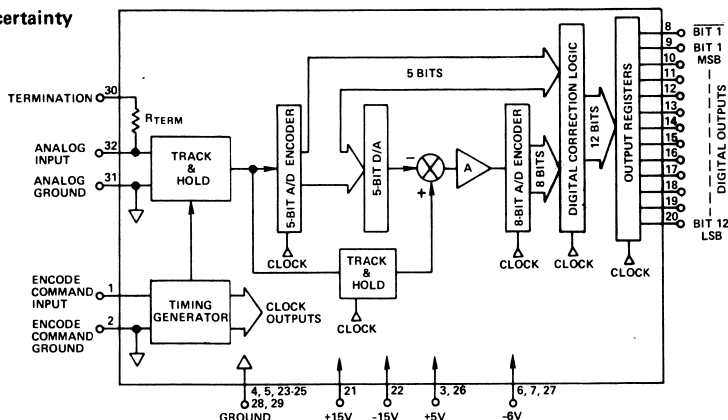 certainty
TERMINATION
30
RTERM
ANALOG
INPUT
32
ANALOG
GROUND
31
TRACK
&
HOLD
ENCODE
COMMAND
INPUT
1
ENCODE
COMMAND
GROUND
2
TIMING
GENERATOR
CLOCK
OUTPUTS
5-BIT A/D ENCODER
CLOCK
5 BITS
5-BIT D/A
−
+
A
TRACK
&
HOLD
CLOCK
8-BIT A/D ENCODER
CLOCK
8 BITS
DIGITAL CORRECTION LOGIC
CLOCK
12 BITS
OUTPUT REGISTERS
CLOCK
8 BIT 1
9 BIT 1
MSB
10
11
12
13
14
15
16
17
18
19
20 BIT 12
LSB
DIGITAL OUTPUTS
4, 5, 23-25
28, 29
GROUND
21
+15V
22
-15V
3, 26
+5V
6, 7, 27
-6V